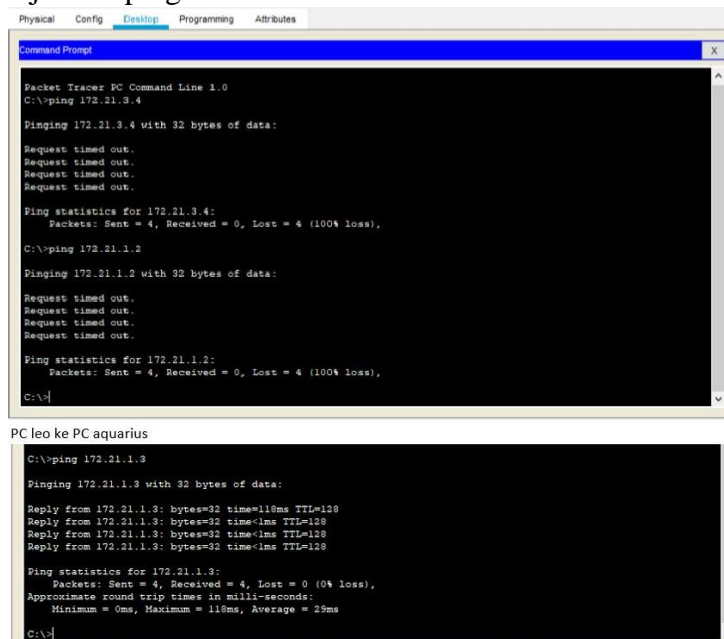 Physical Config Desktop Programming Attributes
Command Prompt X
Packet Tracer PC Command Line 1.0
C:\>ping 172.21.3.4
Pinging 172.21.3.4 with 32 bytes of data:
Request timed out.
Request timed out.
Request timed out.
Request timed out.
Ping statistics for 172.21.3.4:
Packets: Sent = 4, Received = 0, Lost = 4 (100% loss),
C:\>ping 172.21.1.2
Pinging 172.21.1.2 with 32 bytes of data:
Request timed out.
Request timed out.
Request timed out.
Request timed out.
Ping statistics for 172.21.1.2:
Packets: Sent = 4, Received = 0, Lost = 4 (100% loss),
C:\>
PC leo ke PC aquarius
C:\>ping 172.21.1.3
Pinging 172.21.1.3 with 32 bytes of data:
Reply from 172.21.1.3: bytes=32 time=118ms TTL=128
Reply from 172.21.1.3: bytes=32 time<1ms TTL=128
Reply from 172.21.1.3: bytes=32 time<1ms TTL=128
Reply from 172.21.1.3: bytes=32 time<1ms TTL=128
Ping statistics for 172.21.1.3:
Packets: Sent = 4, Received = 4, Lost = 0 (0% loss),
Approximate round trip times in milli-seconds:
Minimum = 0ms, Maximum = 118ms, Average = 29ms
C:\>